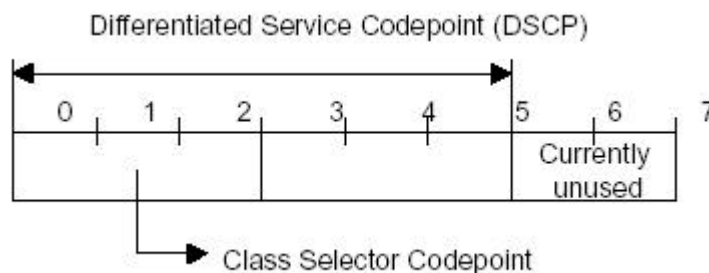 Differentiated Service Codepoint (DSCP)
0 1 2 3 4 5 6 7
Currently
unused
Class Selector Codepoint